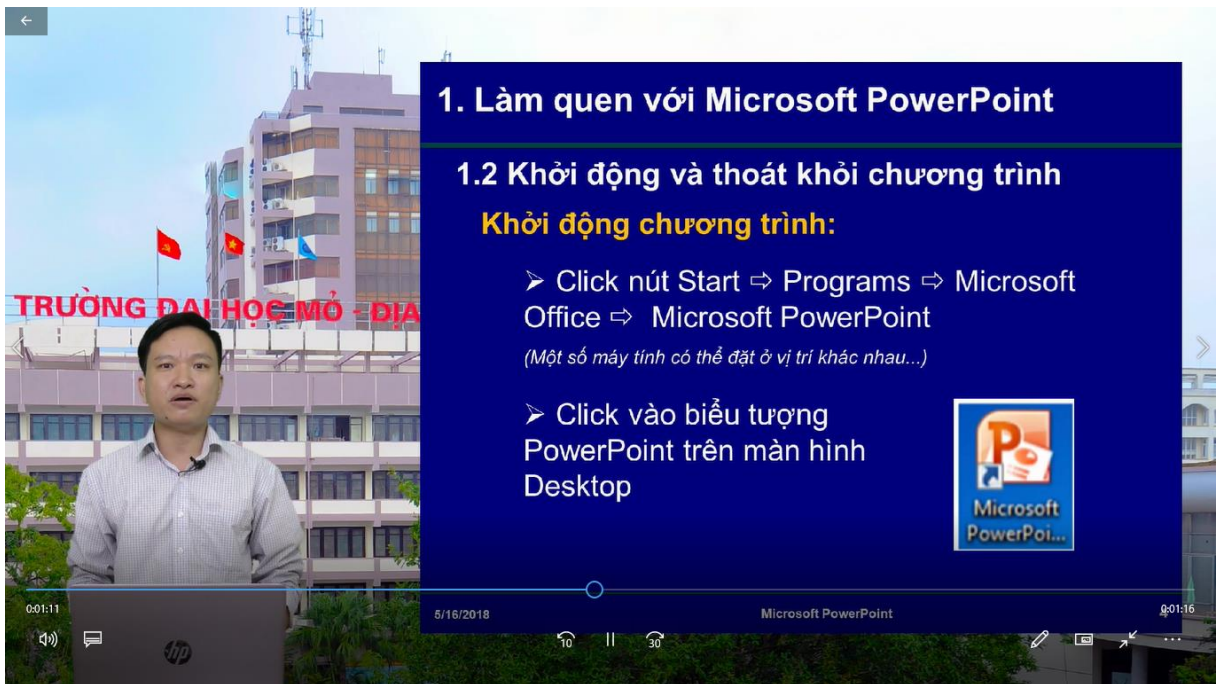 1. Làm quen với Microsoft PowerPoint
1.2 Khởi động và thoát khỏi chương trình
Khởi động chương trình:
➢ Click nút Start ⇨ Programs ⇨ Microsoft
Office ⇨ Microsoft PowerPoint
(Một số máy tính có thể đặt ở vị trí khác nhau...)
➢ Click vào biểu tượng
PowerPoint trên màn hình
Desktop
Microsoft
PowerPoi...
TRƯỜNG ĐẠI HỌC MỎ - ĐỊA
hp
0:01:11
5/16/2018
Microsoft PowerPoint
0:01:16
10
30